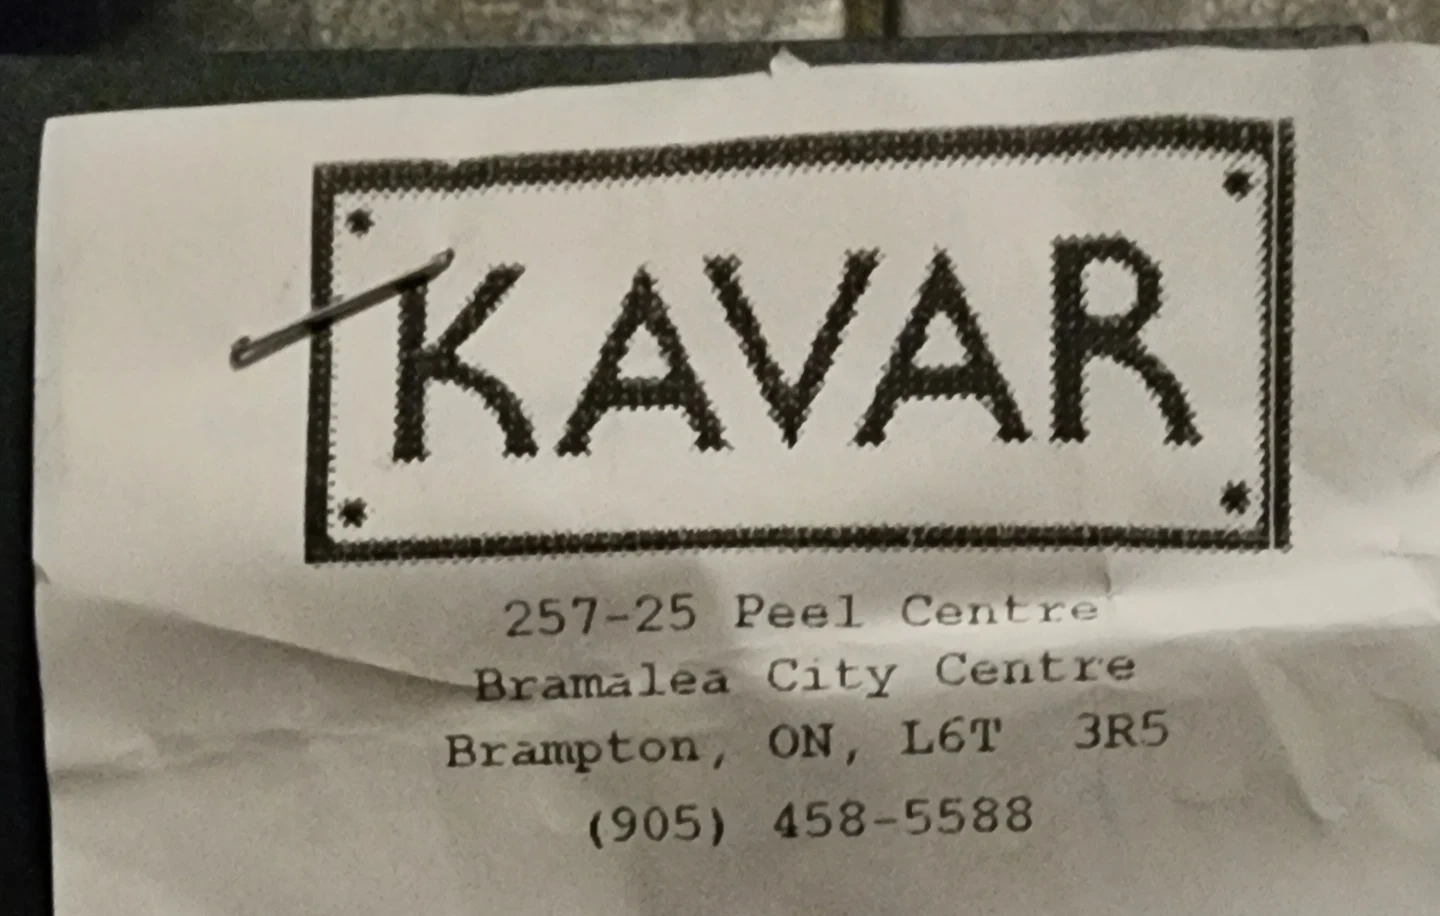 KAVAR
257-25 Peel Centre
Bramalea City Centre
Brampton, ON, L6T 3R5
(905) 458-5588